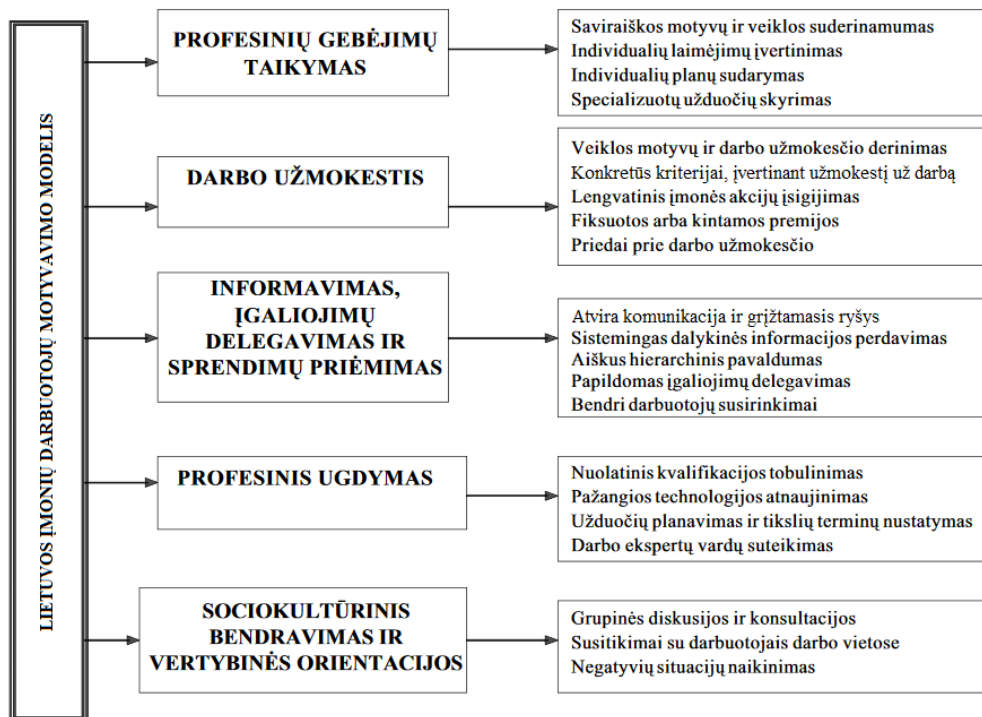 LIETUVOS ĮMONIŲ DARBUOTOJŲ MOTYVAVIMO MODELIS
PROFESINIŲ GEBĖJIMŲ
TAIKYMAS
Saviraiškos motyvų ir veiklos suderinamumas
Individualių laimėjimų įvertinimas
Individualių planų sudarymas
Specializuotų užduočių skyrimas
DARBO UŽMOKESTIS
Veiklos motyvų ir darbo užmokesčio derinimas
Konkretūs kriterijai, įvertinant užmokestį už darbą
Lengvatinis įmonės akcijų įsigijimas
Fiksuotos arba kintamos premijos
Priedai prie darbo užmokesčio
INFORMAVIMAS,
ĮGALIOJIMŲ
DELEGAVIMAS IR
SPRENDIMŲ PRIĖMIMAS
Atvira komunikacija ir grįžtamasis ryšys
Sistemingas dalykinės informacijos perdavimas
Aiškus hierarchinis pavaldumas
Papildomas įgaliojimų delegavimas
Bendri darbuotojų susirinkimai
PROFESINIS UGDYMAS
Nuolatinis kvalifikacijos tobulinimas
Pažangios technologijos atnaujinimas
Užduočių planavimas ir tikslių terminų nustatymas
Darbo ekspertų vardų suteikimas
SOCIOKULTŪRINIS
BENDRAVIMAS IR
VERTYBINĖS ORIENTACIJOS
Grupinės diskusijos ir konsultacijos
Susitikimai su darbuotojais darbo vietose
Negatyvių situacijų naikinimas